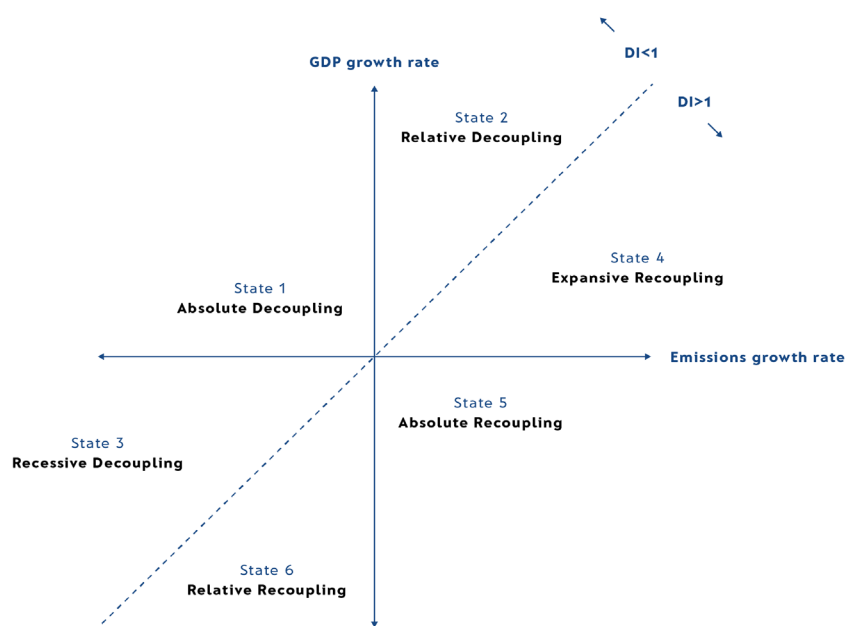 DI<1
GDP growth rate
DI>1
State 2
Relative Decoupling
State 4
Expansive Recoupling
State 1
Absolute Decoupling
Emissions growth rate
State 5
Absolute Recoupling
State 3
Recessive Decoupling
State 6
Relative Recoupling